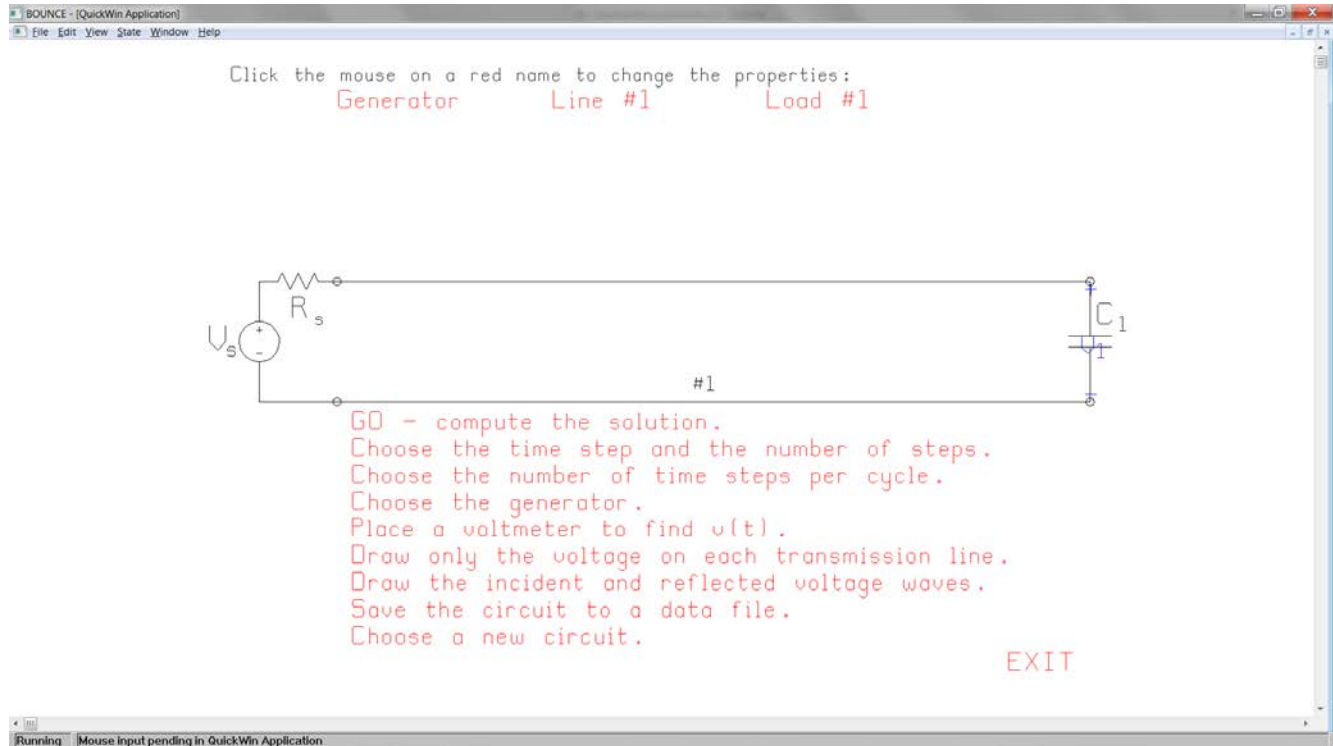 BOUNCE - [QuickWin Application]
File Edit View State Window Help
Click the mouse on a red name to change the properties:
Generator Line #1 Load #1
R s
C 1
V s
+
-
V 1
#1
GO - compute the solution.
Choose the time step and the number of steps.
Choose the number of time steps per cycle.
Choose the generator.
Place a voltmeter to find v(t).
Draw only the voltage on each transmission line.
Draw the incident and reflected voltage waves.
Save the circuit to a data file.
Choose a new circuit.
EXIT
Running Mouse input pending in QuickWin Application